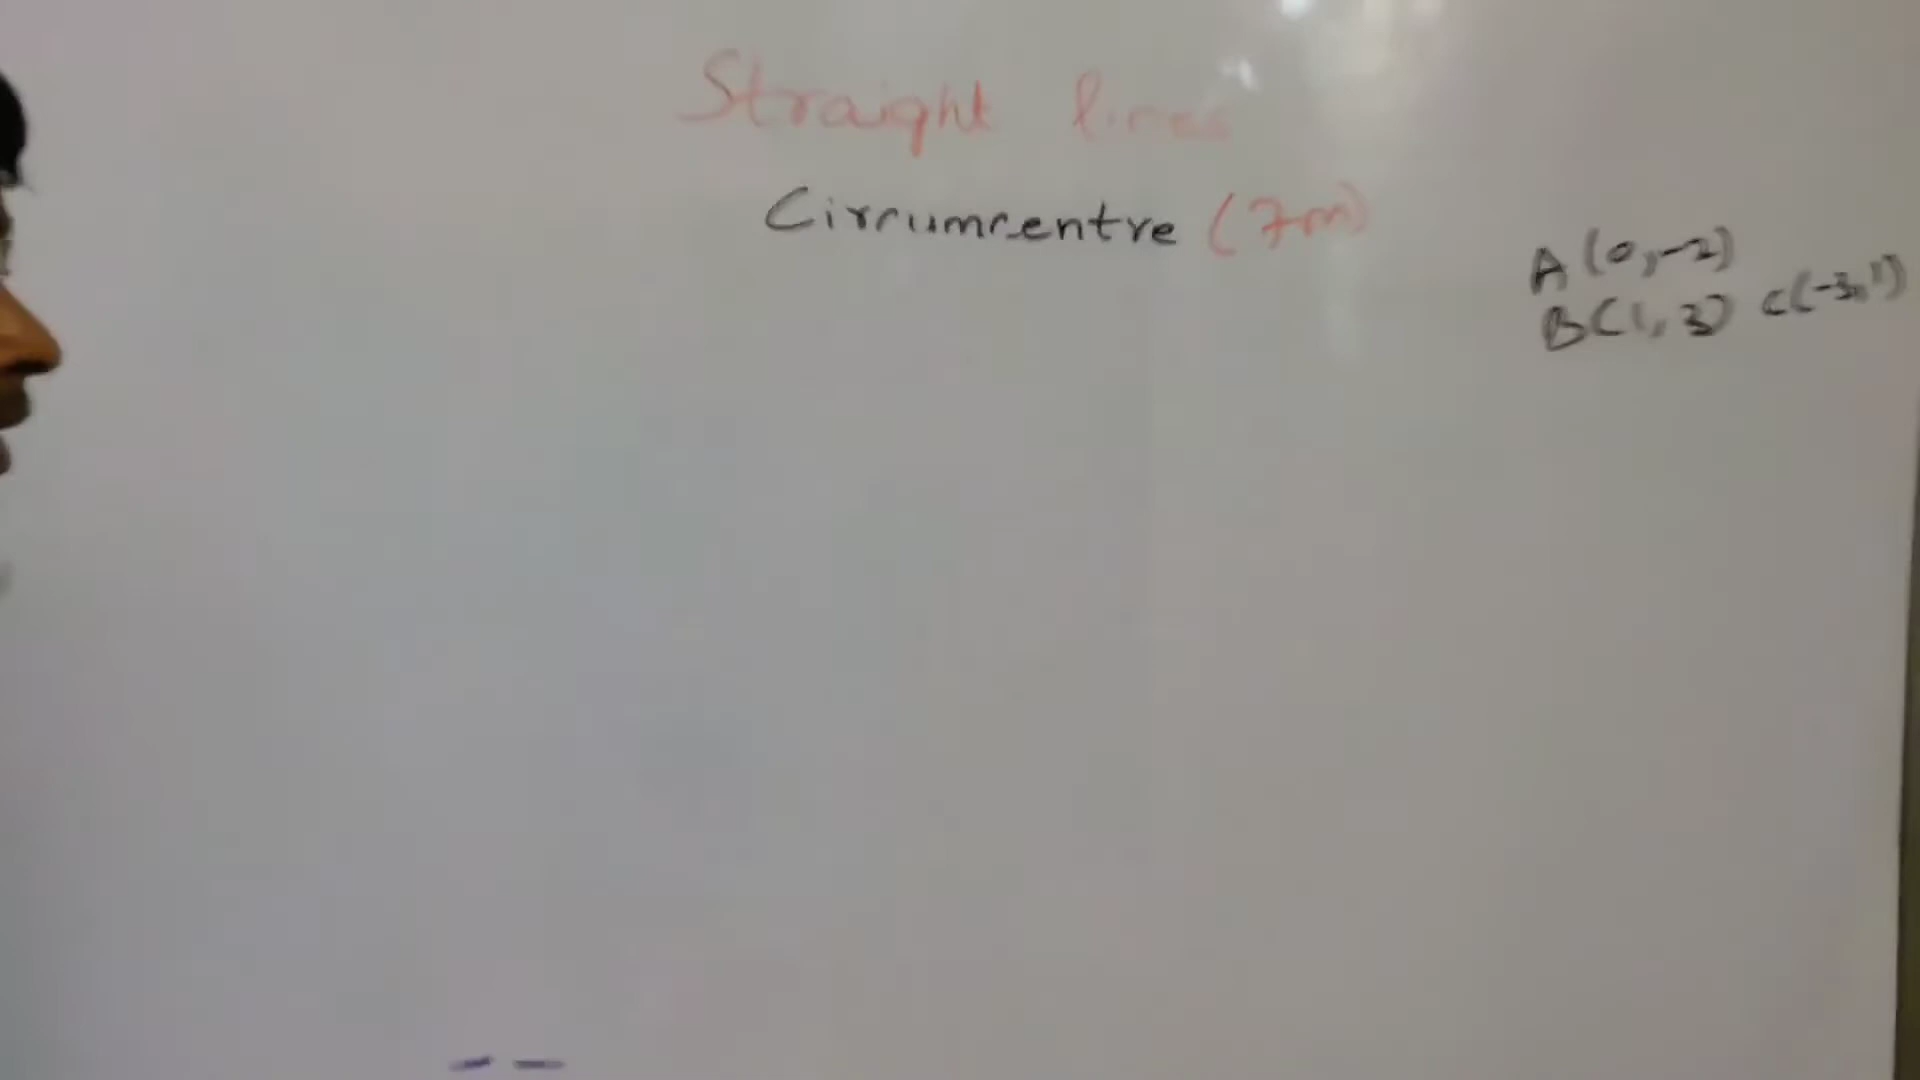 Straight lines
Circumcentre (7m)
A(0,-2)
B(1,3) C(-3,1)